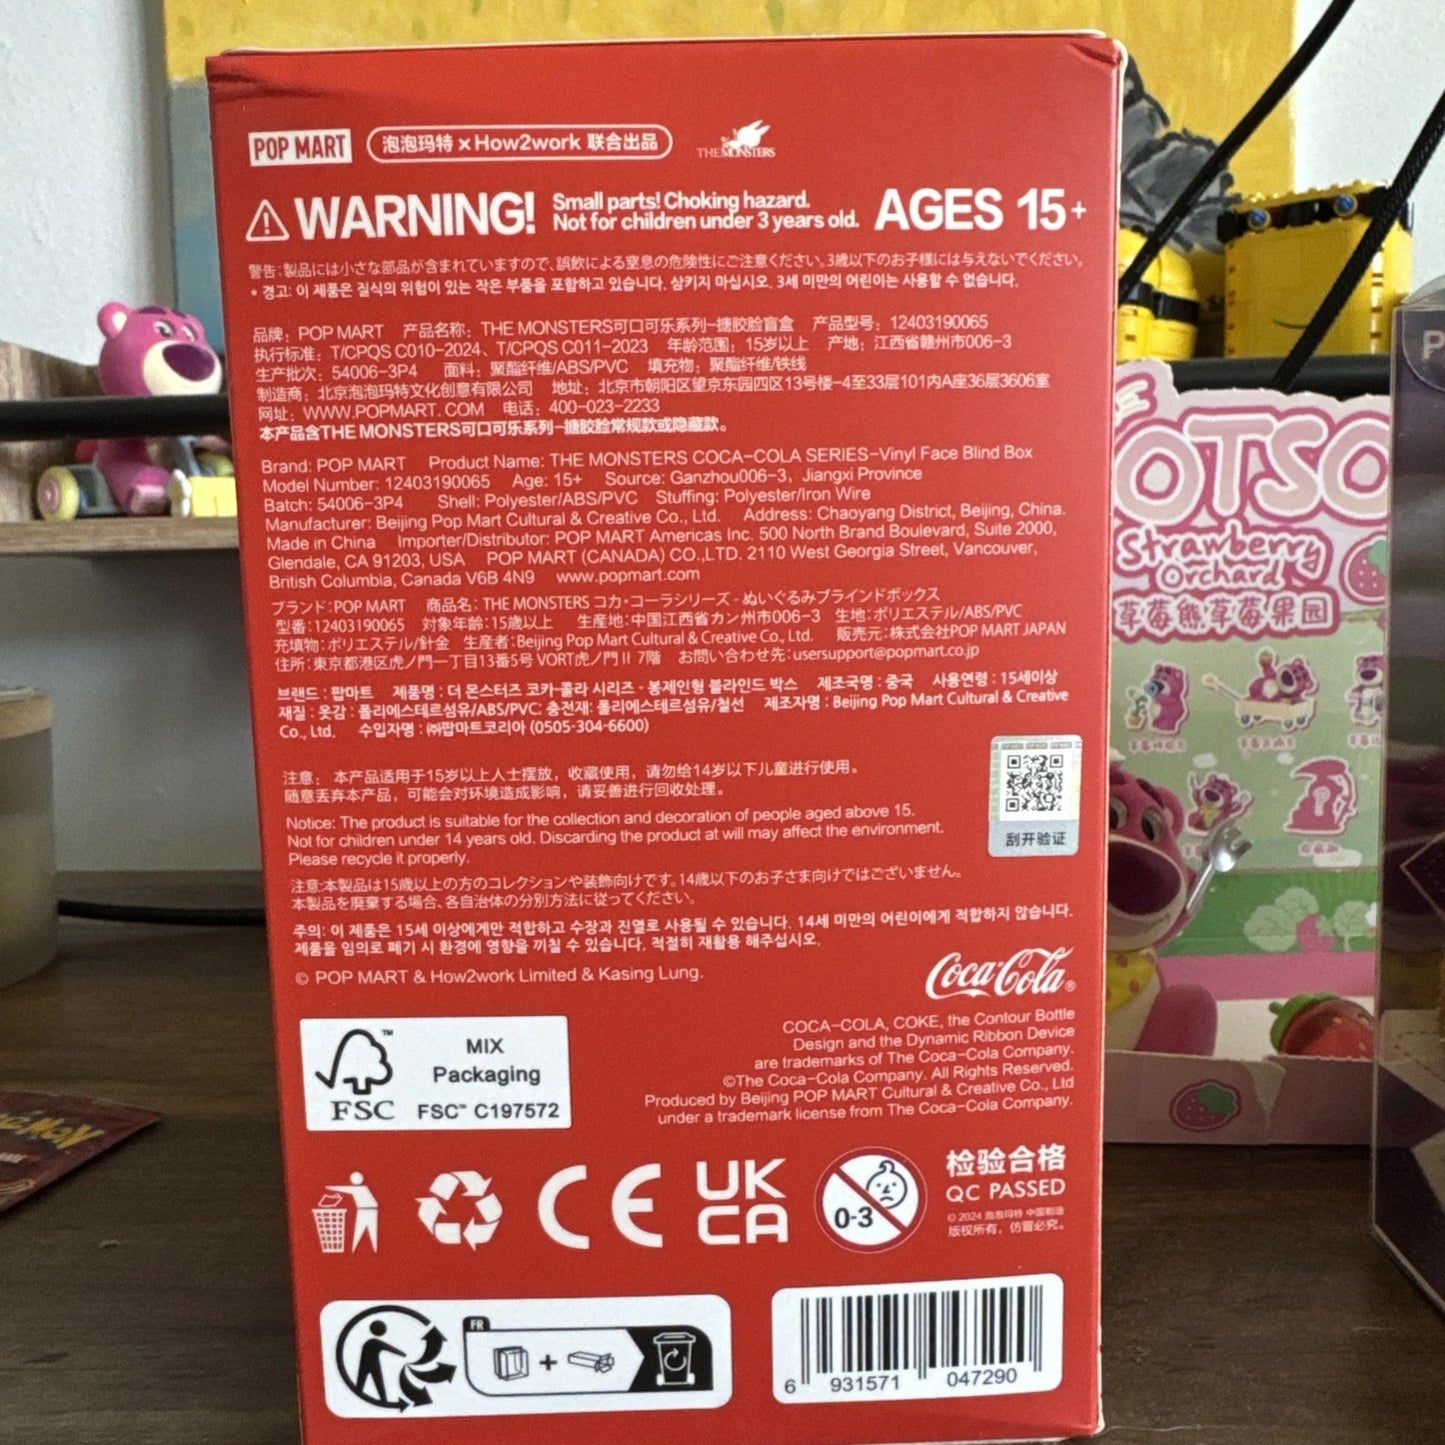 POP MART 泡泡玛特×How2work 联合出品 THE MONSTERS
WARNING! Small parts! Choking hazard.
Not for children under 3 years old. AGES 15+
警告:製品には小さな部品が含まれていますので、誤飲による窒息の危険性にご注意ください。3歳以下のお子様には与えないでください。
* 경고: 이 제품은 질식의 위험이 있는 작은 부품을 포함하고 있습니다. 삼키지 마십시오. 3세 미만의 어린이는 사용할 수 없습니다.
品牌：POP MART 产品名称：THE MONSTERS可口可乐系列-搪胶脸盲盒 产品型号：12403190065
执行标准：T/CPQS C010-2024、T/CPQS C011-2023 年龄范围：15岁以上 产地：江西省赣州市006-3
生产批次：54006-3P4 面料：聚酯纤维/ABS/PVC 填充物：聚酯纤维/铁线
制造商：北京泡泡玛特文化创意有限公司 地址：北京市朝阳区望京东园四区13号楼-4至33层101内A座36层3606室
网址：WWW.POPMART.COM 电话：400-023-2233
本产品含THE MONSTERS可口可乐系列-搪胶脸常规款或隐藏款。
Brand: POP MART Product Name: THE MONSTERS COCA-COLA SERIES-Vinyl Face Blind Box
Model Number: 12403190065 Age: 15+ Source: Ganzhou006-3, Jiangxi Province
Batch: 54006-3P4 Shell: Polyester/ABS/PVC Stuffing: Polyester/Iron Wire
Manufacturer: Beijing Pop Mart Cultural & Creative Co., Ltd. Address: Chaoyang District, Beijing, China.
Made in China Importer/Distributor: POP MART Americas Inc. 500 North Brand Boulevard, Suite 2000,
Glendale, CA 91203, USA POP MART (CANADA) CO.,LTD. 2110 West Georgia Street, Vancouver,
British Columbia, Canada V6B 4N9 www.popmart.com
ブランド:POP MART 商品名: THE MONSTERS コカ・コーラシリーズ - ぬいぐるみブラインドボックス
型番:12403190065 対象年齢:15歳以上 生産地:中国江西省カン州市006-3 生地:ポリエステル/ABS/PVC
充填物:ポリエステル/針金 生産者:Beijing Pop Mart Cultural & Creative Co., Ltd. 販売元:株式会社POP MART JAPAN
住所:東京都港区虎ノ門一丁目13番5号 VORT虎ノ門 II 7階 お問い合わせ先:usersupport@popmart.co.jp
브랜드 : 팝마트 제품명 : 더 몬스터즈 코카-콜라 시리즈 - 봉제인형 블라인드 박스 제조국명 : 중국 사용연령 : 15세이상
재질 : 옷감 : 폴리에스테르섬유/ABS/PVC: 충전재: 폴리에스테르섬유/철선 제조자명 : Beijing Pop Mart Cultural & Creative
Co., Ltd. 수입자명 : ㈜팝마트코리아 (0505-304-6600)
注意：本产品适用于15岁以上人士摆放，收藏使用，请勿给14岁以下儿童进行使用。
随意丢弃本产品，可能会对环境造成影响，请妥善进行回收处理。
刮开验证
Notice: The product is suitable for the collection and decoration of people aged above 15.
Not for children under 14 years old. Discarding the product at will may affect the environment.
Please recycle it properly.
注意:本製品は15歳以上の方のコレクションや装飾向けです。14歳以下のお子さま向けではございません。
本製品を廃棄する場合、各自治体の分別方法に従ってください。
주의: 이 제품은 15세 이상에게만 적합하고 수장과 진열로 사용될 수 있습니다. 14세 미만의 어린이에게 적합하지 않습니다.
제품을 임의로 폐기 시 환경에 영향을 끼칠 수 있습니다. 적절히 재활용 해주십시오.
© POP MART & How2work Limited & Kasing Lung.
Coca-Cola®
COCA-COLA, COKE, the Contour Bottle
Design and the Dynamic Ribbon Device
are trademarks of The Coca-Cola Company.
©The Coca-Cola Company. All Rights Reserved.
Produced by Beijing POP MART Cultural & Creative Co., Ltd
under a trademark license from The Coca-Cola Company.
FSC™
MIX
Packaging
FSC™ C197572
CE
UK
CA
0-3
检验合格
QC PASSED
© 2024 泡泡玛特 中国制造
版权所有，仿冒必究。
FR
6 931571 047290
OTSO
Strawberry
Orchard
草莓熊草莓果园
P